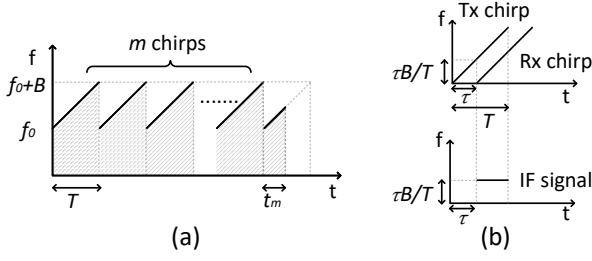 f
m chirps
f₀+B
f₀
t
T
tₘ
(a)
f
Tx chirp
Rx chirp
τB/T
t
τ
T
f
IF signal
τB/T
t
τ
(b)